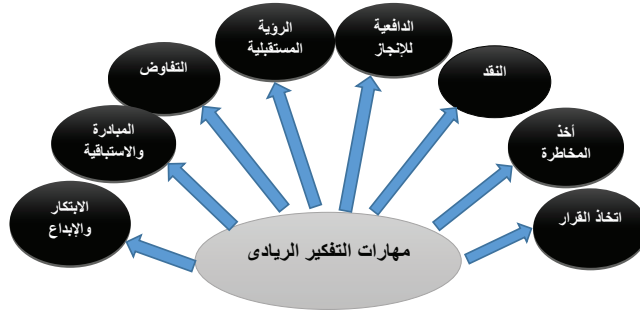 الرؤية
المستقبلية
الدافعية
للإنجاز
التفاوض
النقد
المبادرة
والاستباقية
أخذ
المخاطرة
الابتكار
والإبداع
اتخاذ القرار
مهارات التفكير الريادى